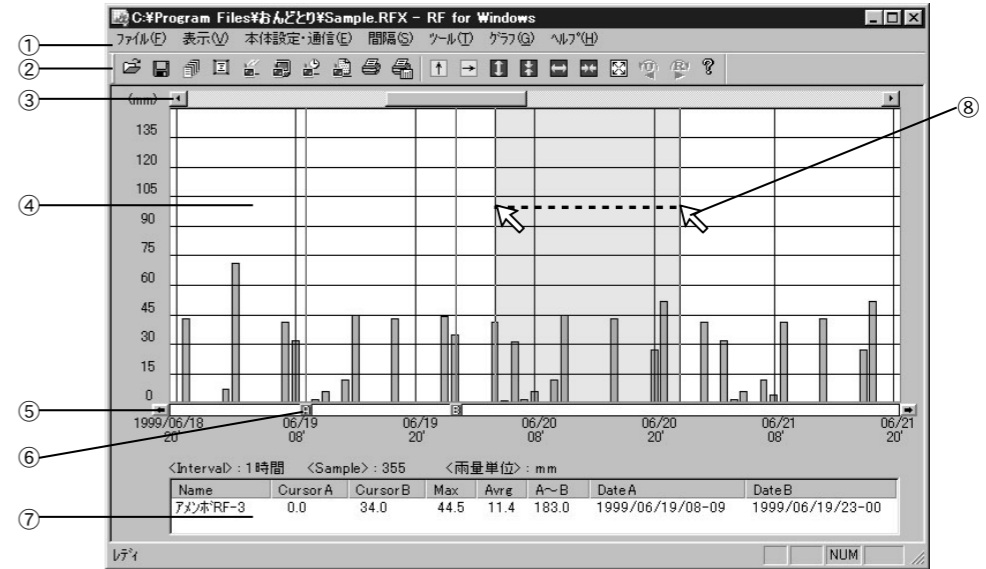 C:¥Program Files¥おんどとり¥Sample.RFX - RF for Windows
① ファイル(F) 表示(V) 本体設定・通信(E) 間隔(S) ツール(T) グラフ(G) ヘルプ(H)
②
③ (mm)
⑧
135
120
105
④
90
75
60
45
30
15
0
⑤
1999/06/18 06/19 06/19 06/20 06/20 06/21 06/21
20' 08' 20' 08' 20' 08' 20'
⑥
<Interval> : 1時間 <Sample> : 355 <雨量単位> : mm
Name Cursor A Cursor B Max Avrg A~B Date A Date B
⑦ アメンボRF-3 0.0 34.0 44.5 11.4 183.0 1999/06/19/08-09 1999/06/19/23-00
レディ NUM